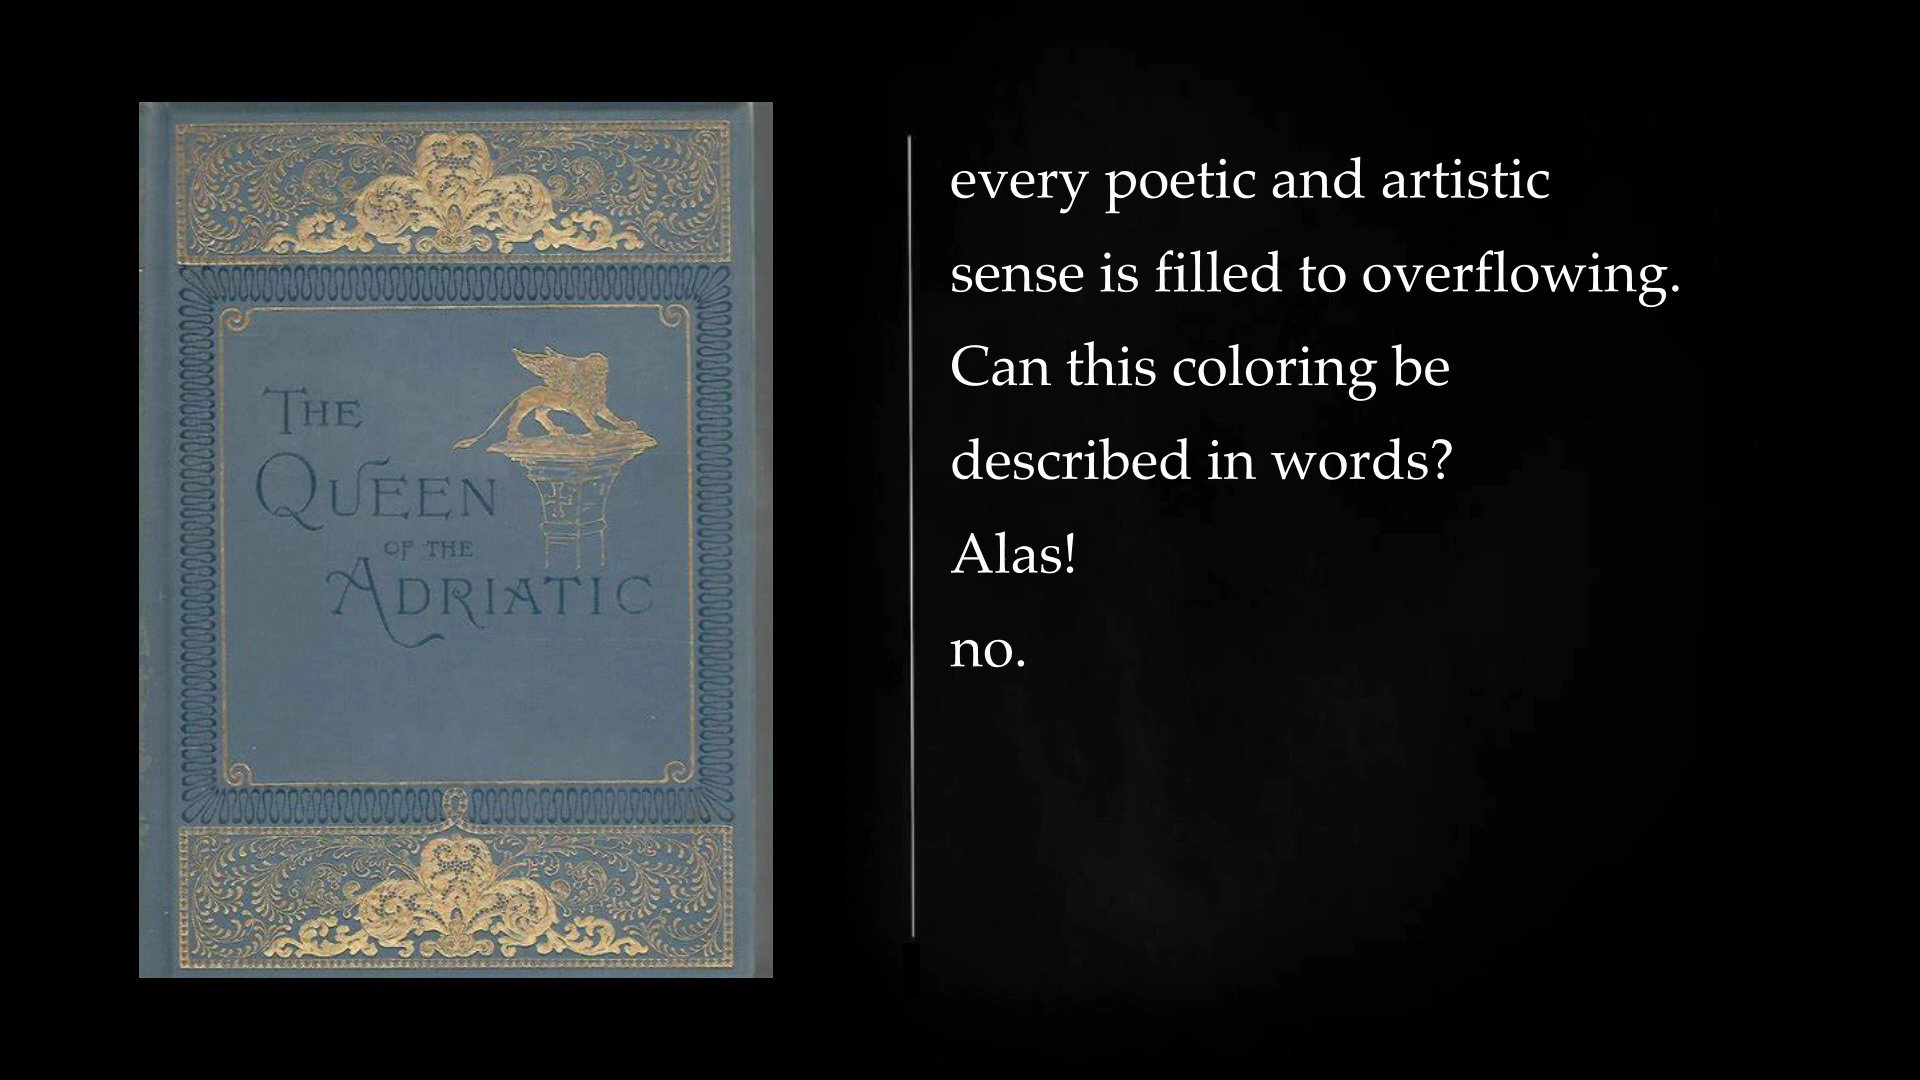 THE
QUEEN
OF THE
ADRIATIC
every poetic and artistic
sense is filled to overflowing.
Can this coloring be
described in words?
Alas!
no.